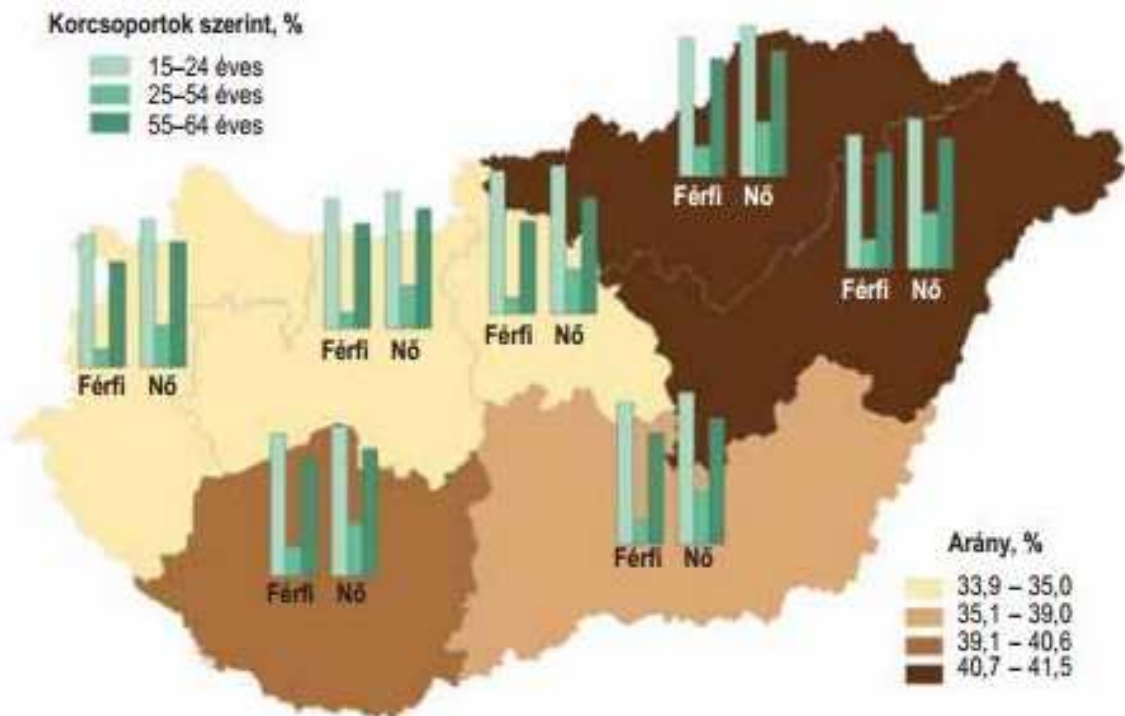 Korcsoportok szerint, %
15–24 éves
25–54 éves
55–64 éves
Férfi Nő
Férfi Nő
Férfi Nő
Férfi Nő
Férfi Nő
Férfi Nő
Férfi Nő
Arány, %
33,9 – 35,0
35,1 – 39,0
39,1 – 40,6
40,7 – 41,5